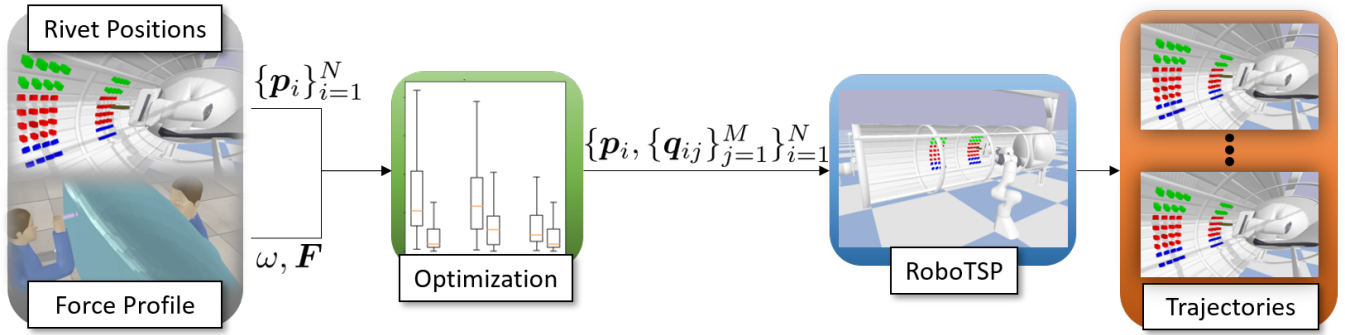 Rivet Positions
{p_i}_{i=1}^N
ω, F
Force Profile
Optimization
{p_i, {q_ij}_{j=1}^M}_{i=1}^N
RoboTSP
Trajectories